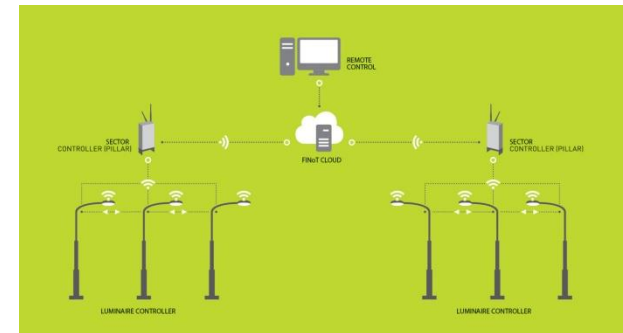 REMOTE
CONTROL
SECTOR
CONTROLLER (PILLAR)
FINoT CLOUD
SECTOR
CONTROLLER (PILLAR)
LUMINAIRE CONTROLLER
LUMINAIRE CONTROLLER